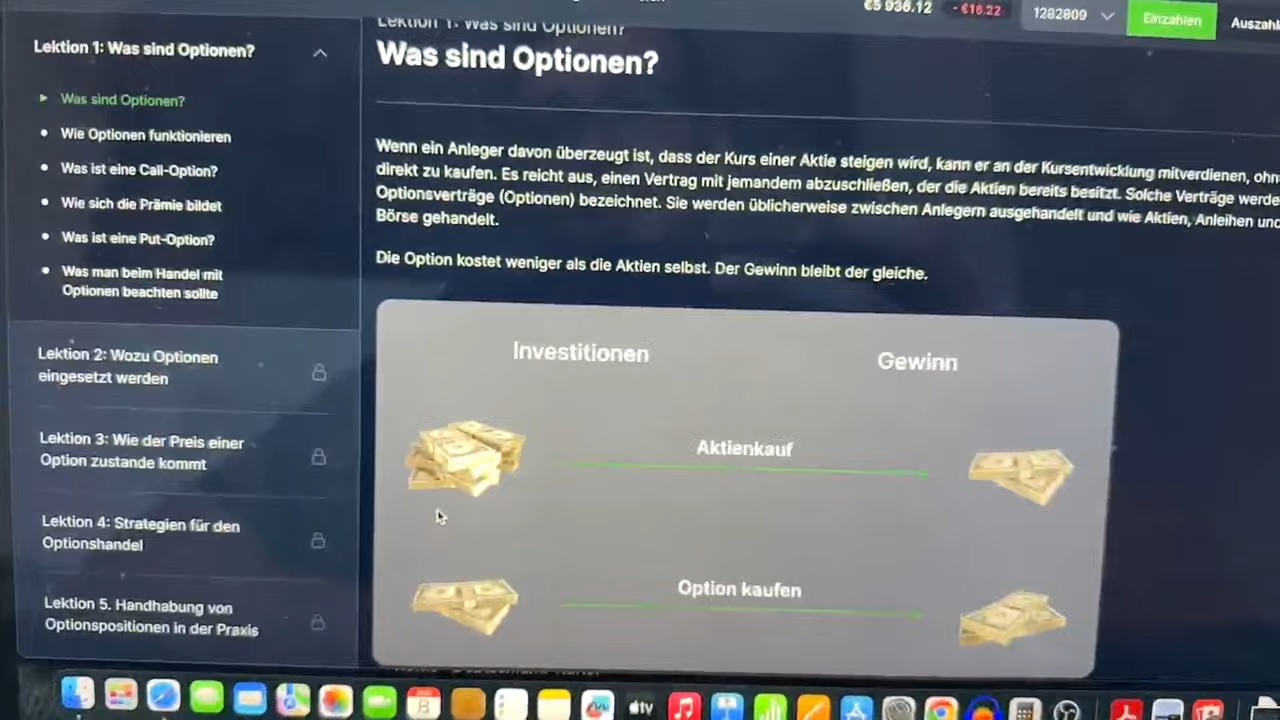 €5 936.12
-€16.22
1282809
Einzahlen
Lektion 1: Was sind Optionen?
Was sind Optionen?
Wie Optionen funktionieren
Was ist eine Call-Option?
Wie sich die Prämie bildet
Was ist eine Put-Option?
Was man beim Handel mit
Optionen beachten sollte
Lektion 2: Wozu Optionen
eingesetzt werden
Lektion 3: Wie der Preis einer
Option zustande kommt
Lektion 4: Strategien für den
Optionshandel
Lektion 5. Handhabung von
Optionspositionen in der Praxis
Lektion 1: Was sind Optionen?
Was sind Optionen?
Wenn ein Anleger davon überzeugt ist, dass der Kurs einer Aktie steigen wird, kann er an der Kursentwicklung mitverdienen,
direkt zu kaufen. Es reicht aus, einen Vertrag mit jemandem abzuschließen, der die Aktien bereits besitzt. Solche Verträge
Optionsverträge (Optionen) bezeichnet. Sie werden üblicherweise zwischen Anlegern ausgehandelt und wie Aktien, Anleihen
Börse gehandelt.
Die Option kostet weniger als die Aktien selbst. Der Gewinn bleibt der gleiche.
Investitionen
Gewinn
Aktienkauf
Option kaufen
8
tv